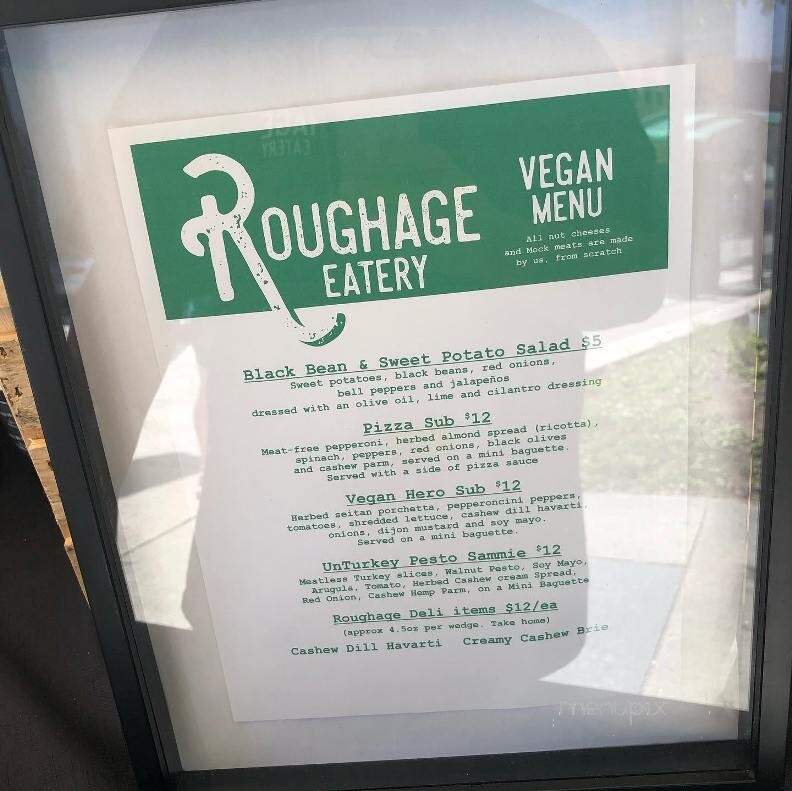 ROUGHAGE
EATERY
VEGAN
MENU
All nut cheeses
and Mock meats are made
by us, from scratch
Black Bean & Sweet Potato Salad $5
Sweet Potatoes, black beans, red onions,
bell peppers and jalapeños
dressed with an olive oil, lime and cilantro dressing
Pizza Sub $12
Meat-free pepperoni, herbed almond spread (ricotta),
spinach, peppers, red onions, black olives
and cashew parm, served on a mini baguette.
Served with a side of pizza sauce
Vegan Hero Sub $12
Herbed seitan porchetta, pepperoncini peppers,
tomatoes, shredded lettuce, cashew dill havarti,
onions, dijon mustard and soy mayo.
Served on a mini baguette.
UnTurkey Pesto Sammie $12
Meatless Turkey slices, Walnut Pesto, Soy Mayo,
Arugula, Tomato, Herbed Cashew cream Spread,
Red Onion, Cashew Hemp Parm, on a Mini Baguette
Roughage Deli items $12/ea
(approx 4.5oz per wedge. Take home)
Cashew Dill Havarti Creamy Cashew Brie
menupix